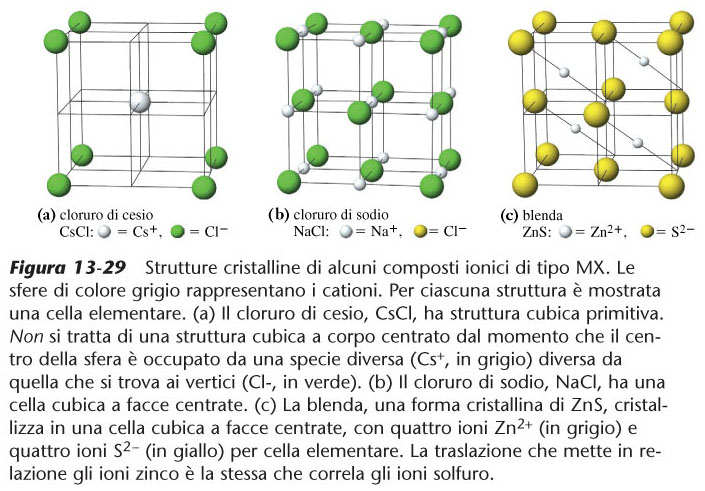 (a) cloruro di cesio
CsCl: = Cs⁺, = Cl⁻
(b) cloruro di sodio
NaCl: = Na⁺, = Cl⁻
(c) blenda
ZnS: = Zn²⁺, = S²⁻
Figura 13-29 Strutture cristalline di alcuni composti ionici di tipo MX. Le
sfere di colore grigio rappresentano i cationi. Per ciascuna struttura è mostrata
una cella elementare. (a) Il cloruro di cesio, CsCl, ha struttura cubica primitiva.
Non si tratta di una struttura cubica a corpo centrato dal momento che il cen-
tro della sfera è occupato da una specie diversa (Cs⁺, in grigio) diversa da
quella che si trova ai vertici (Cl-, in verde). (b) Il cloruro di sodio, NaCl, ha una
cella cubica a facce centrate. (c) La blenda, una forma cristallina di ZnS, cristal-
lizza in una cella cubica a facce centrate, con quattro ioni Zn²⁺ (in grigio) e
quattro ioni S²⁻ (in giallo) per cella elementare. La traslazione che mette in re-
lazione gli ioni zinco è la stessa che correla gli ioni solfuro.